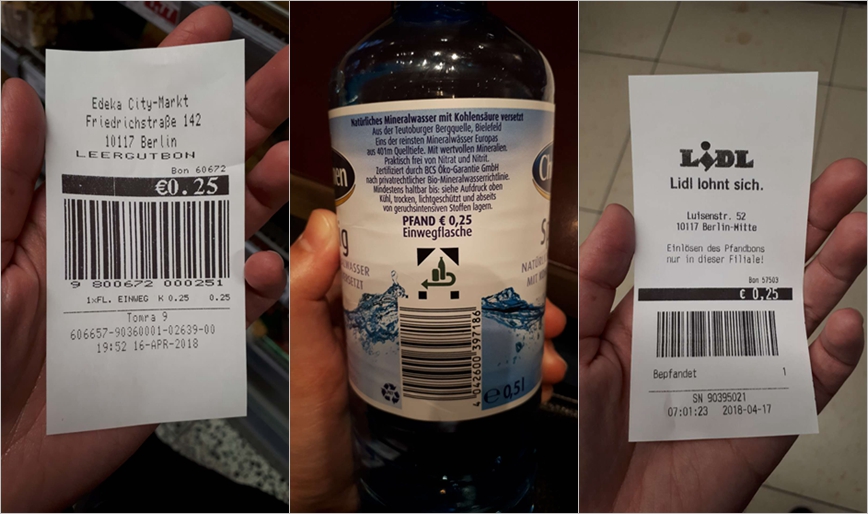 Edeka City-Markt
Friedrichstraße 142
10117 Berlin
LEERGUTBON
Bon 60672
€0.25
9 800672 000251
1xFL. EINWEG K 0.25 0.25
Tomra 9
606657-90360001-02639-00
19:52 16-APR-2018
Natürliches Mineralwasser mit Kohlensäure versetzt
Aus der Teutoburger Bergquelle, Bielefeld
Eins der reinsten Mineralwässer Europas
aus 401m Quelltiefe. Mit wertvollen Mineralien.
Praktisch frei von Nitrat und Nitrit.
Zertifiziert durch BCS Öko-Garantie GmbH
nach privatrechtlicher Bio-Mineralwasserrichtlinie.
Mindestens haltbar bis: siehe Aufdruck oben
Kühl, trocken, lichtgeschützt und abseits
von geruchsintensiven Stoffen lagern.
PFAND € 0,25
Einwegflasche
4 042600 397186
e 0,5l
LIDL
Lidl lohnt sich.
Luisenstr. 52
10117 Berlin-Mitte
Einlösen des Pfandbons
nur in dieser Filiale!
Bon 57503
€ 0,25
Bepfandet 1
SN 90395021
07:01:23 2018-04-17